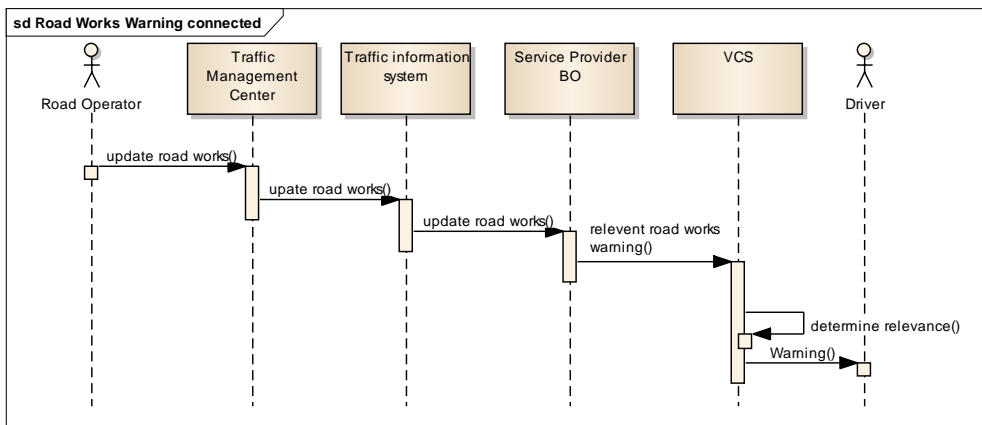 sd Road Works Warning connected
Road Operator
Traffic
Management
Center
Traffic information
system
Service Provider
BO
VCS
Driver
update road works()
upate road works()
update road works()
relevent road works
warning()
determine relevance()
Warning()